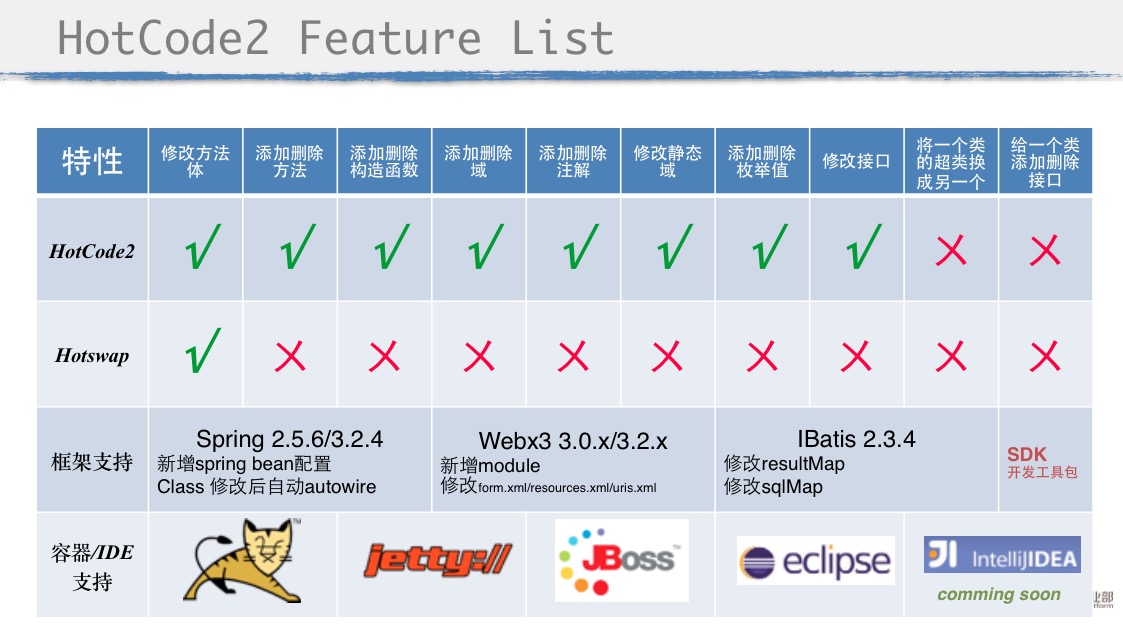 HotCode2 Feature List
特性
修改方法
体
添加删除
方法
添加删除
构造函数
添加删除
域
添加删除
注解
修改静态
域
添加删除
枚举值
修改接口
将一个类
的超类换
成另一个
给一个类
添加删除
接口
HotCode2
√ √ √ √ √ √ √ √ × ×
Hotswap
√ × × × × × × × × ×
框架支持
Spring 2.5.6/3.2.4
新增spring bean配置
Class 修改后自动autowire
Webx3 3.0.x/3.2.x
新增module
修改form.xml/resources.xml/uris.xml
IBatis 2.3.4
修改resultMap
修改sqlMap
SDK
开发工具包
容器/IDE
支持
TM
jetty://
JBoss™
eclipse
IntelliJIDEA
comming soon
业部